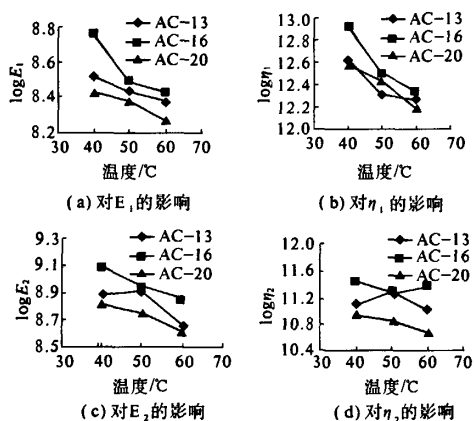 AC-13
AC-16
AC-20
8.8
8.6
8.4
8.2
logE₁
30 40 50 60 70
温度/℃
(a) 对E₁的影响
AC-13
AC-16
AC-20
13.0
12.8
12.6
12.4
12.2
12.0
logη₁
30 40 50 60 70
温度/℃
(b) 对η₁的影响
AC-13
AC-16
AC-20
9.3
9.1
8.9
8.7
8.5
logE₂
30 40 50 60 70
温度/℃
(c) 对E₂的影响
AC-13
AC-16
AC-20
12.0
11.6
11.2
10.8
10.4
logη₂
30 40 50 60 70
温度/℃
(d) 对η₂的影响